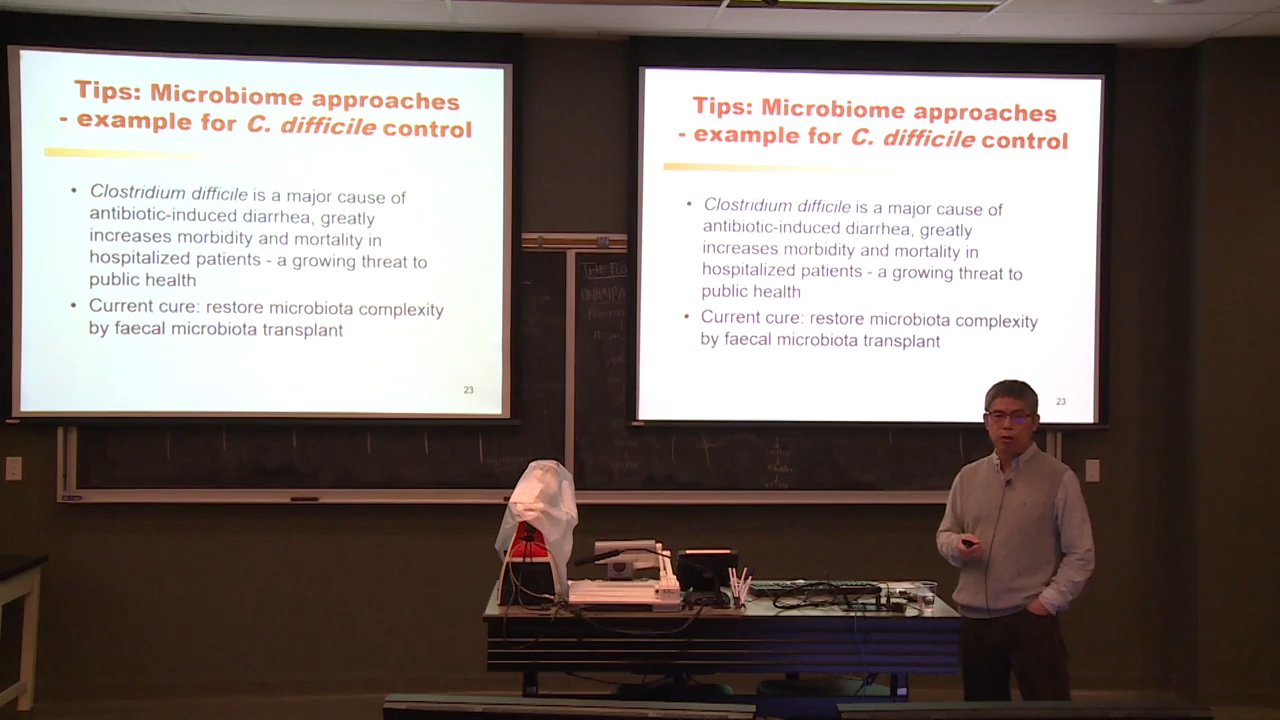 Tips: Microbiome approaches
- example for C. difficile control
• Clostridium difficile is a major cause of
antibiotic-induced diarrhea, greatly
increases morbidity and mortality in
hospitalized patients - a growing threat to
public health
• Current cure: restore microbiota complexity
by faecal microbiota transplant
23
Tips: Microbiome approaches
- example for C. difficile control
• Clostridium difficile is a major cause of
antibiotic-induced diarrhea, greatly
increases morbidity and mortality in
hospitalized patients - a growing threat to
public health
• Current cure: restore microbiota complexity
by faecal microbiota transplant
23
THE